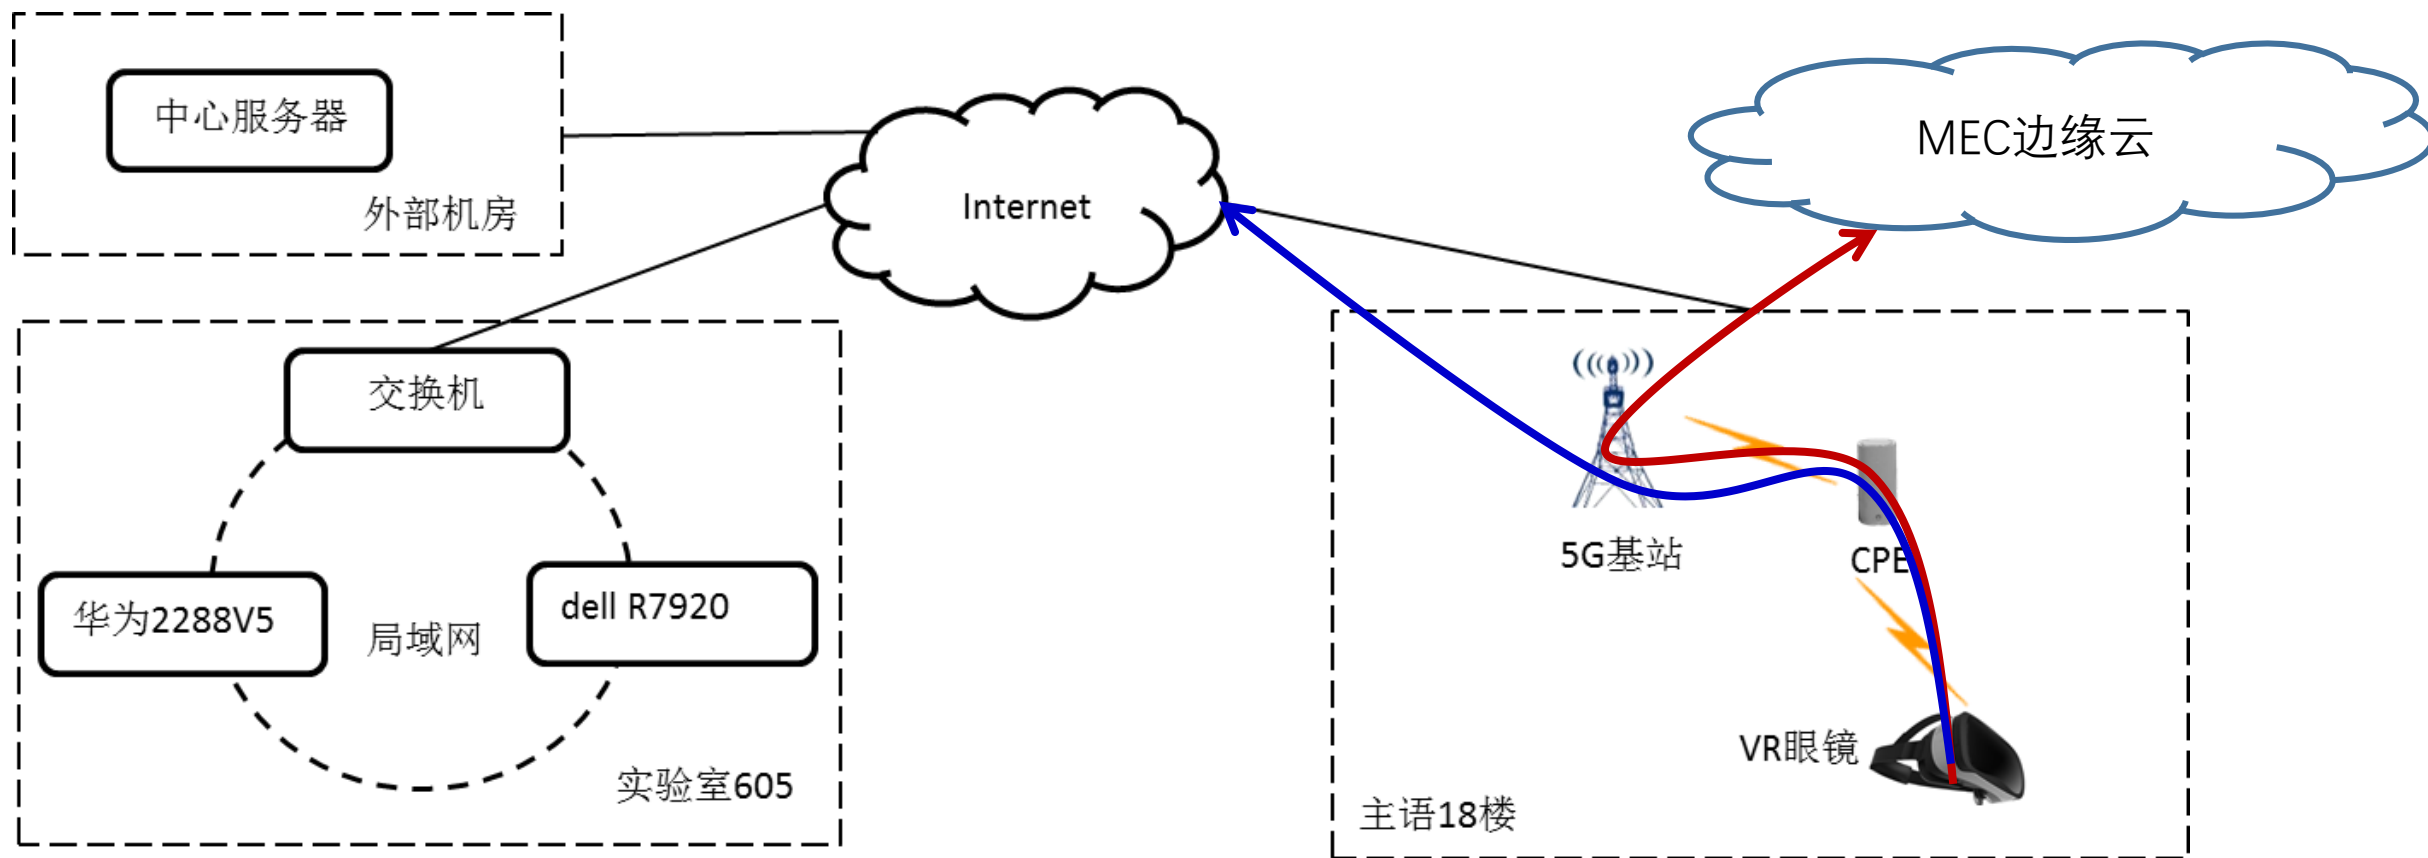 中心服务器
外部机房
Internet
MEC边缘云
交换机
华为2288V5
局域网
dell R7920
实验室605
5G基站
CPE
VR眼镜
主语18楼